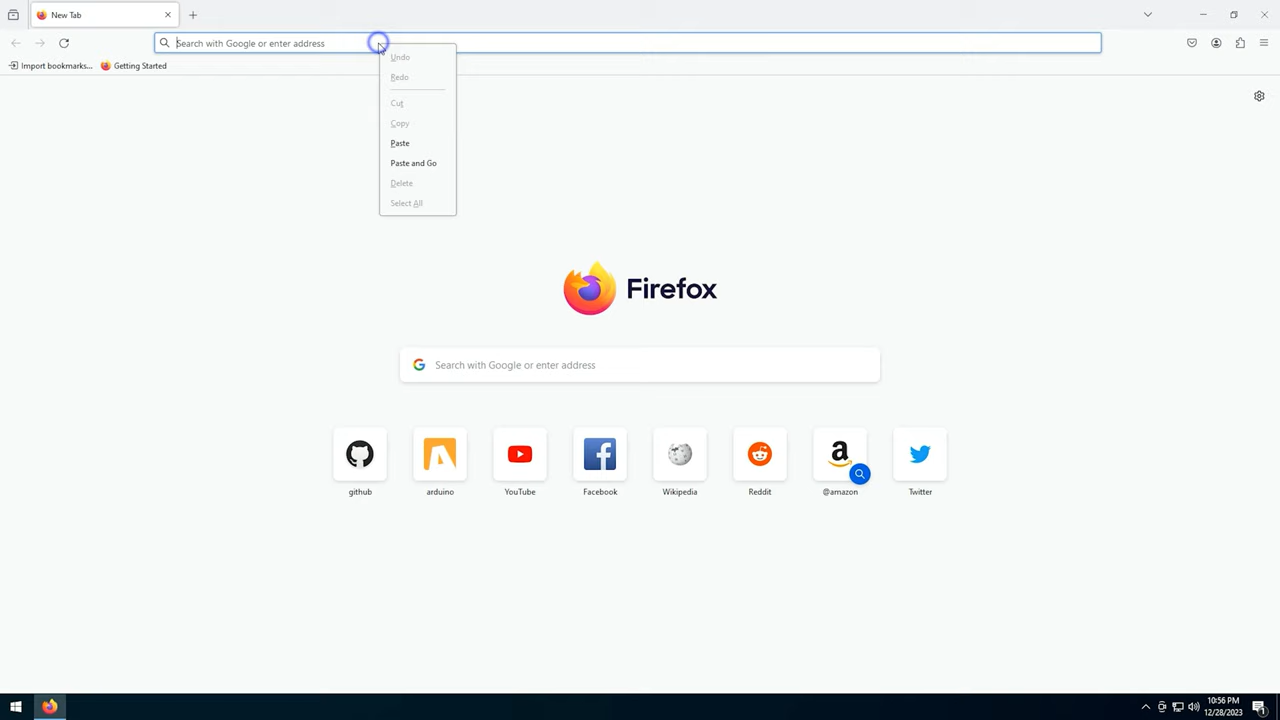 New Tab
Search with Google or enter address
Import bookmarks...
Getting Started
Undo
Redo
Cut
Copy
Paste
Paste and Go
Delete
Select All
Firefox
Search with Google or enter address
a
github
arduino
YouTube
Facebook
Wikipedia
Reddit
@amazon
Twitter
10:56 PM
12/28/2023
1